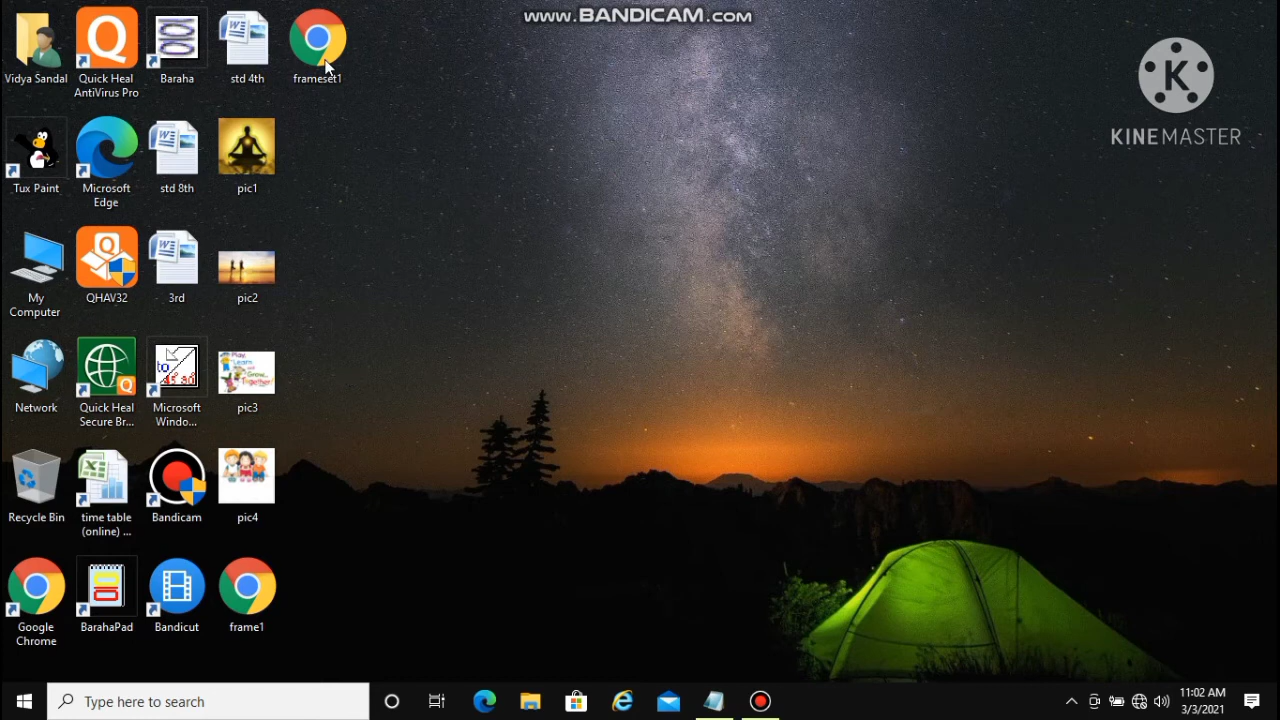 www.BANDICAM.com
K
KINEMASTER
Vidya Sandal
Quick Heal
AntiVirus Pro
Baraha
std 4th
frameset1
Tux Paint
Microsoft
Edge
std 8th
pic1
My
Computer
QHAV32
3rd
pic2
Network
Quick Heal
Secure Br...
Microsoft
Windo...
pic3
Recycle Bin
time table
(online) ...
Bandicam
pic4
Google
Chrome
BarahaPad
Bandicut
frame1
Type here to search
11:02 AM
3/3/2021